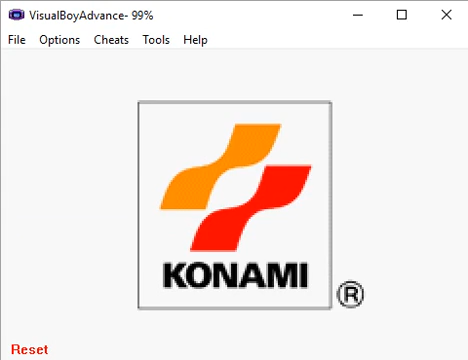 VisualBoyAdvance- 99%
File Options Cheats Tools Help
KONAMI
®
Reset